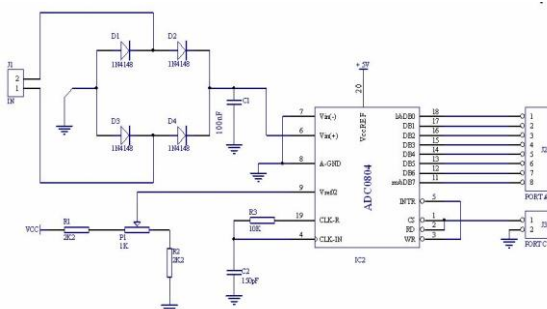 J1
2
1
IN
D1
1N4148
D2
1N4148
D3
1N4148
D4
1N4148
C1
100nF
+5V
20
VccREF
7 Vin(-)
6 Vin(+)
8 A-GND
9 Vref/2
19 CLK-R
4 CLK-IN
ADC0804
IC2
lsbDB0 18
DB1 17
DB2 16
DB3 15
DB4 14
DB5 13
DB6 12
msbDB7 11
INTR 5
CS 1
RD 2
WR 3
1
2
3
4
5
6
7
8
J2
PORT A
1
2
J3
PORT C
R3
10K
C2
150pF
VCC
R1
2K2
P1
1K
R2
2K2